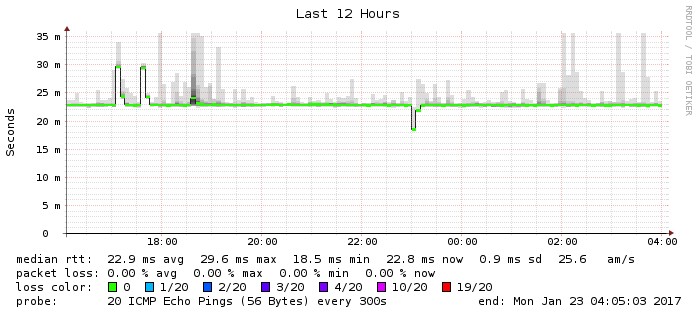 Last 12 Hours
RRDTOOL / TOBI OETIKER
Seconds
35 m
30 m
25 m
20 m
15 m
10 m
5 m
0
18:00 20:00 22:00 00:00 02:00 04:00
median rtt: 22.9 ms avg 29.6 ms max 18.5 ms min 22.8 ms now 0.9 ms sd 25.6 am/s
packet loss: 0.00 % avg 0.00 % max 0.00 % min 0.00 % now
loss color: 0 1/20 2/20 3/20 4/20 10/20 19/20
probe: 20 ICMP Echo Pings (56 Bytes) every 300s end: Mon Jan 23 04:05:03 2017